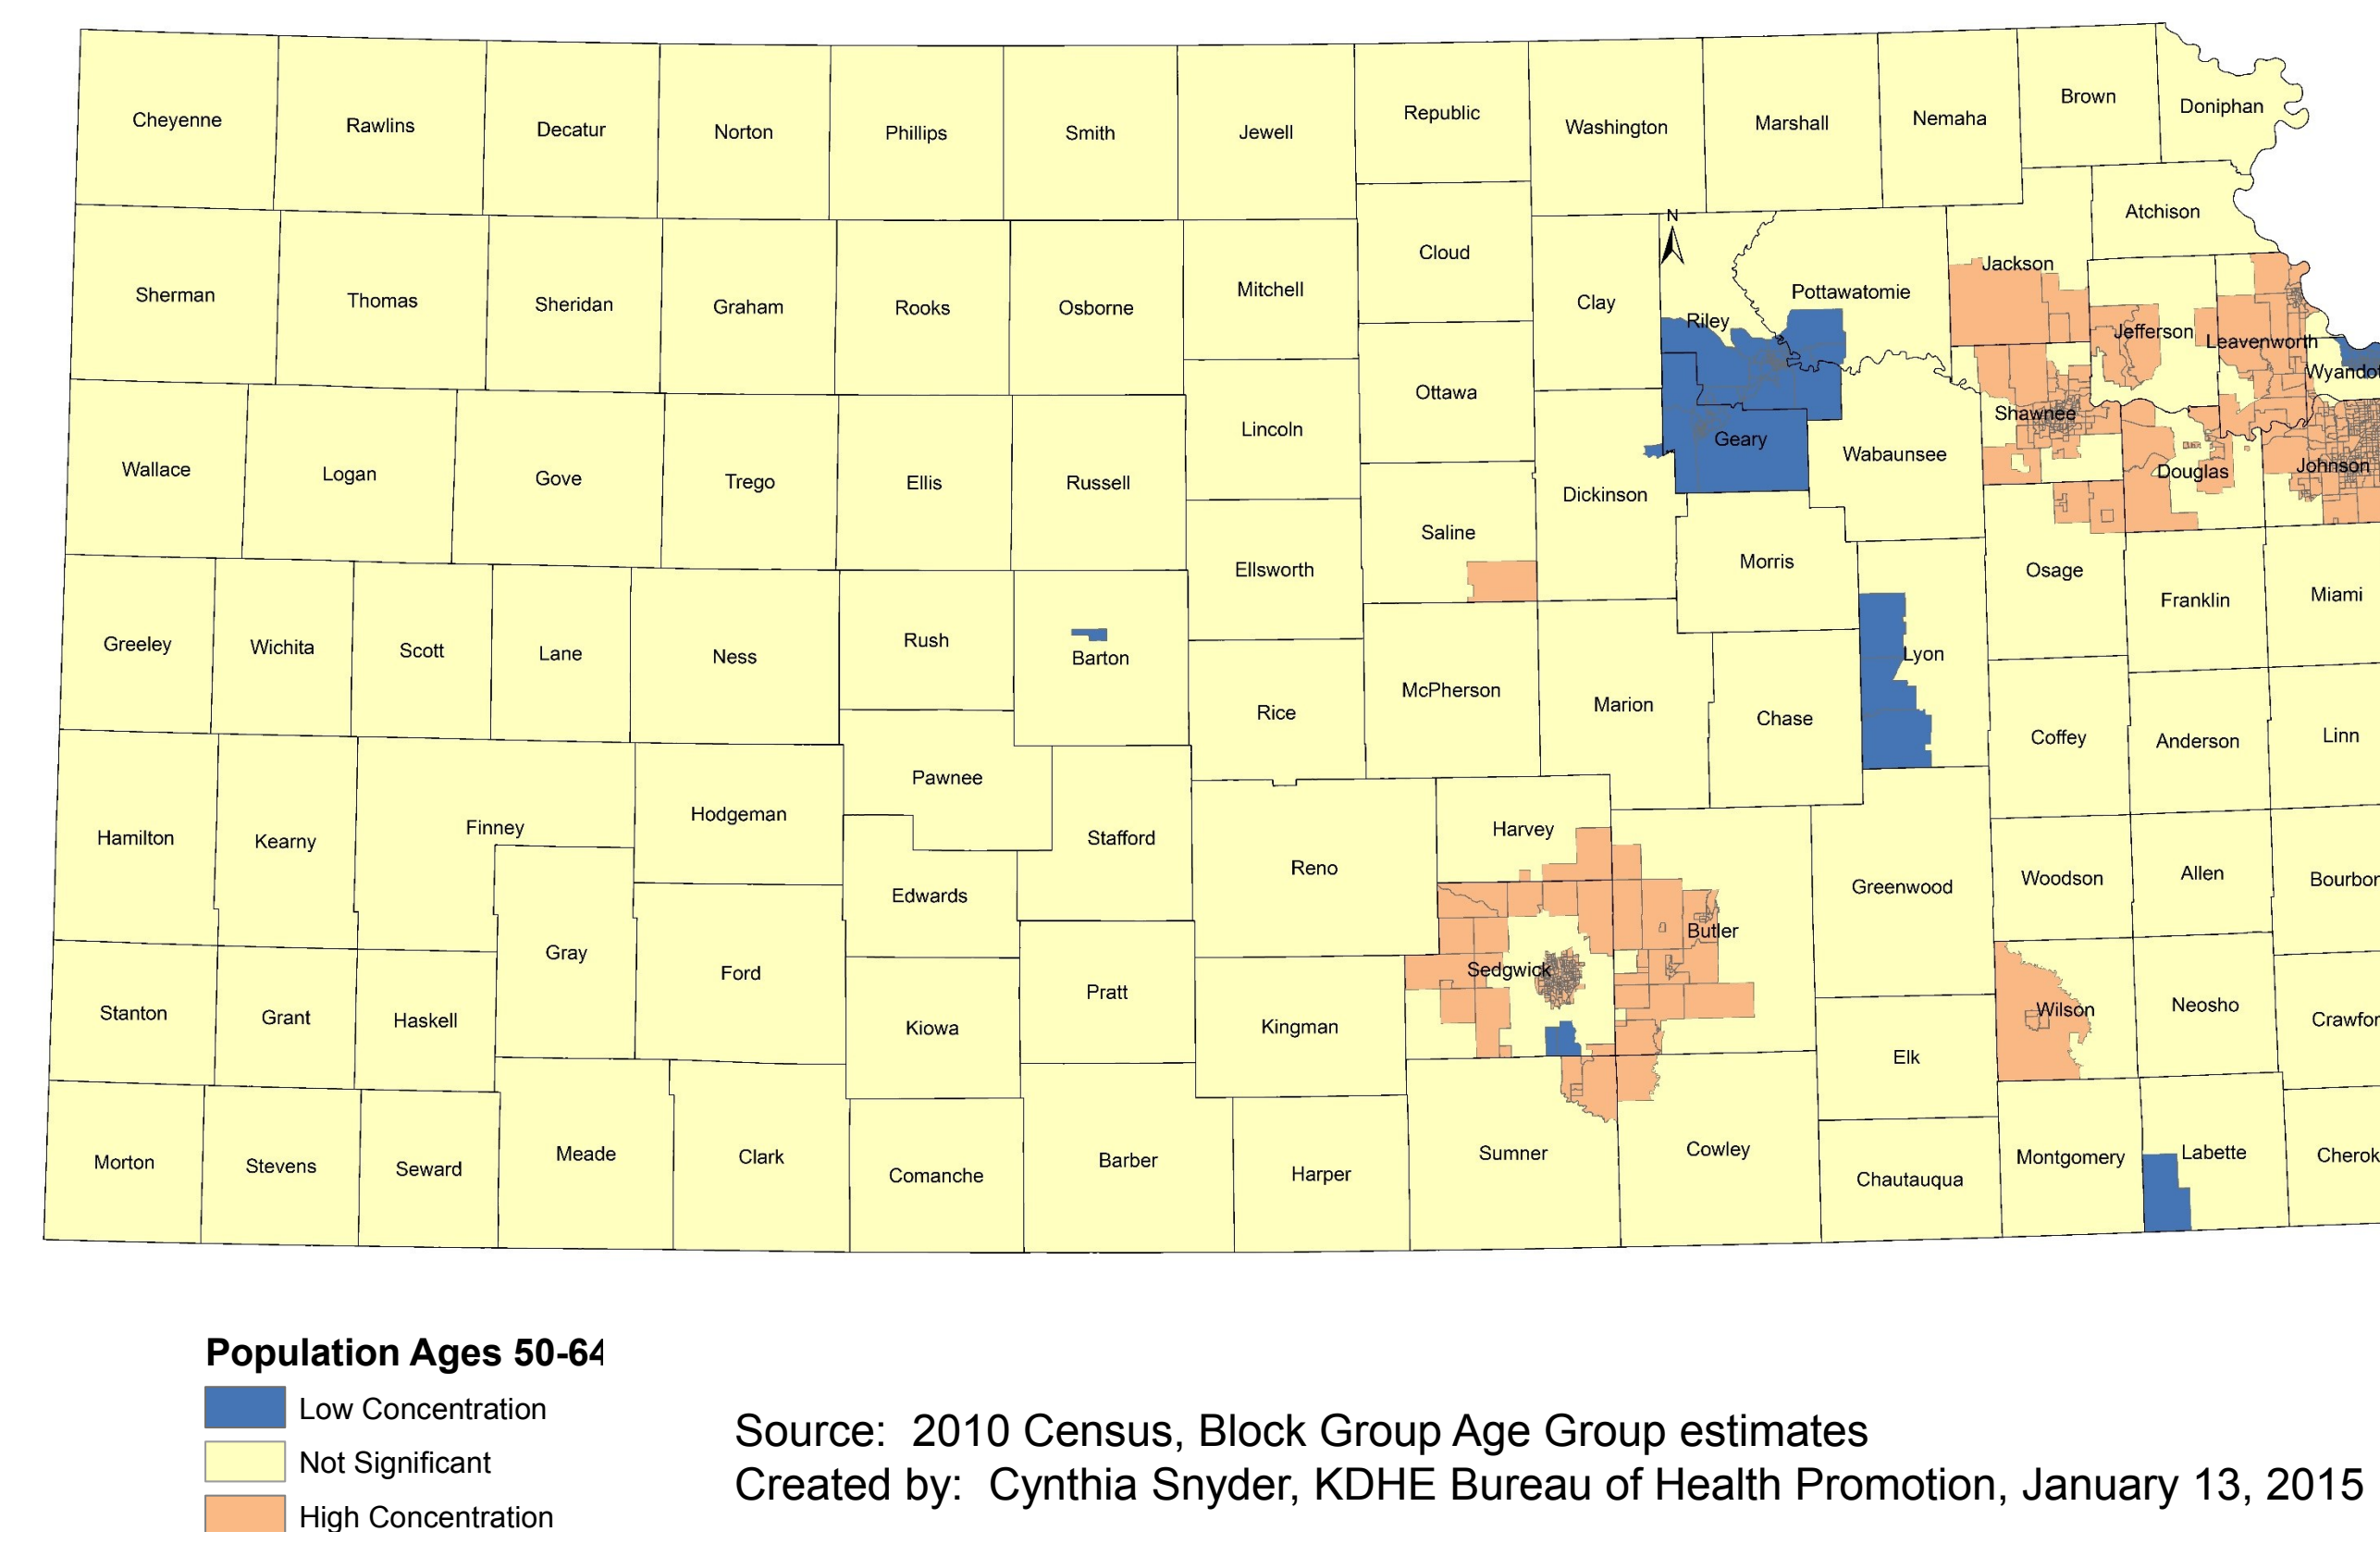 Cheyenne
Rawlins
Decatur
Norton
Phillips
Smith
Jewell
Republic
Washington
Marshall
Nemaha
Brown
Doniphan
Atchison
N
Cloud
Clay
Riley
Pottawatomie
Jackson
Jefferson
Leavenworth
Wyandot
Sherman
Thomas
Sheridan
Graham
Rooks
Osborne
Mitchell
Lincoln
Ottawa
Geary
Wabaunsee
Shawnee
Douglas
Johnson
Wallace
Logan
Gove
Trego
Ellis
Russell
Ellsworth
Saline
Dickinson
Morris
Osage
Franklin
Miami
Greeley
Wichita
Scott
Lane
Ness
Rush
Barton
Rice
McPherson
Marion
Chase
Lyon
Coffey
Anderson
Linn
Hamilton
Kearny
Finney
Hodgeman
Pawnee
Stafford
Edwards
Reno
Harvey
Butler
Greenwood
Woodson
Allen
Bourbon
Stanton
Grant
Haskell
Gray
Ford
Kiowa
Pratt
Kingman
Sedgwick
Elk
Wilson
Neosho
Crawfor
Morton
Stevens
Seward
Meade
Clark
Comanche
Barber
Harper
Sumner
Cowley
Chautauqua
Montgomery
Labette
Cherok
Population Ages 50-64
Low Concentration
Not Significant
High Concentration
Source: 2010 Census, Block Group Age Group estimates
Created by: Cynthia Snyder, KDHE Bureau of Health Promotion, January 13, 2015